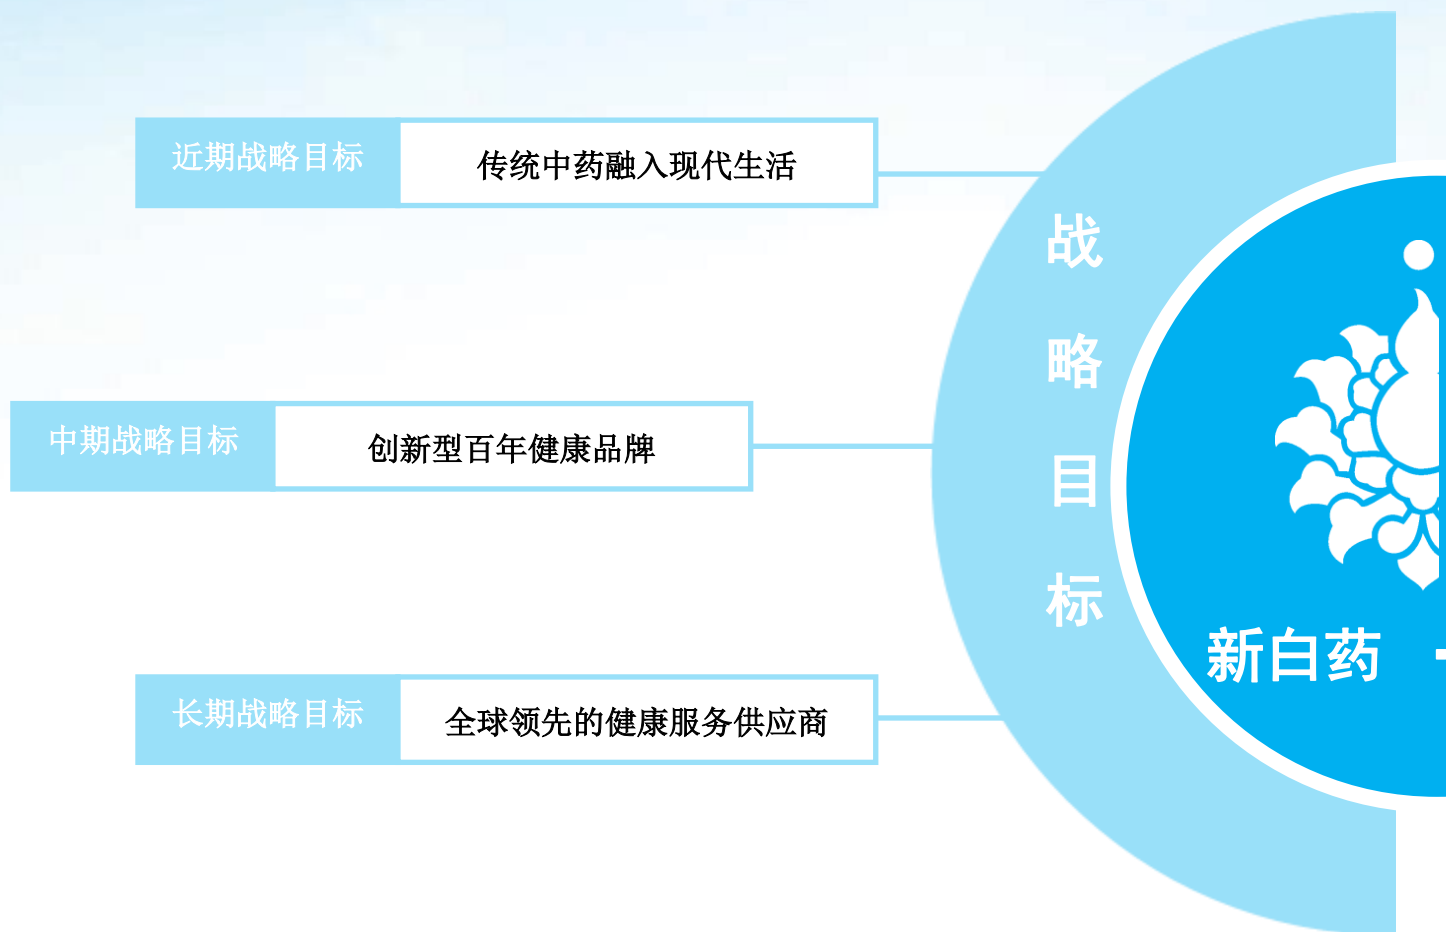 近期战略目标
传统中药融入现代生活
中期战略目标
创新型百年健康品牌
长期战略目标
全球领先的健康服务供应商
战略目标
新白药